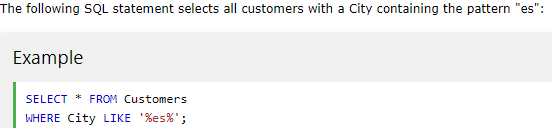 The following SQL statement selects all customers with a City containing the pattern "es":
Example
SELECT * FROM Customers
WHERE City LIKE '%es%';